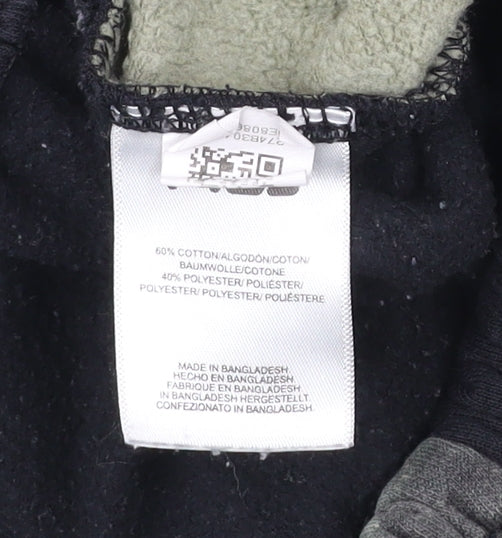 60% COTTON/ALGODÓN/COTON/
BAUMWOLLE/COTONE
40% POLYESTER/ POLIÉSTER/
POLYESTER/ POLYESTER/ POLIESTERE
MADE IN BANGLADESH.
HECHO EN BANGLADESH.
FABRIQUE EN BANGLADESH.
IN BANGLADESH HERGESTELLT.
CONFEZIONATO IN BANGLADESH.